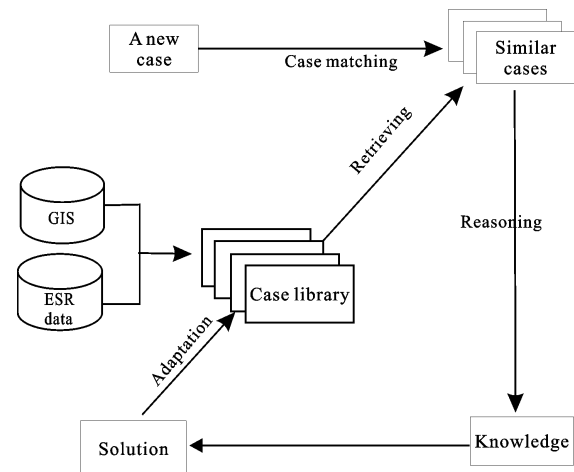 A new
case
Case matching
Similar
cases
Retrieving
GIS
Reasoning
ESR
data
Case library
Adaptation
Solution
Knowledge